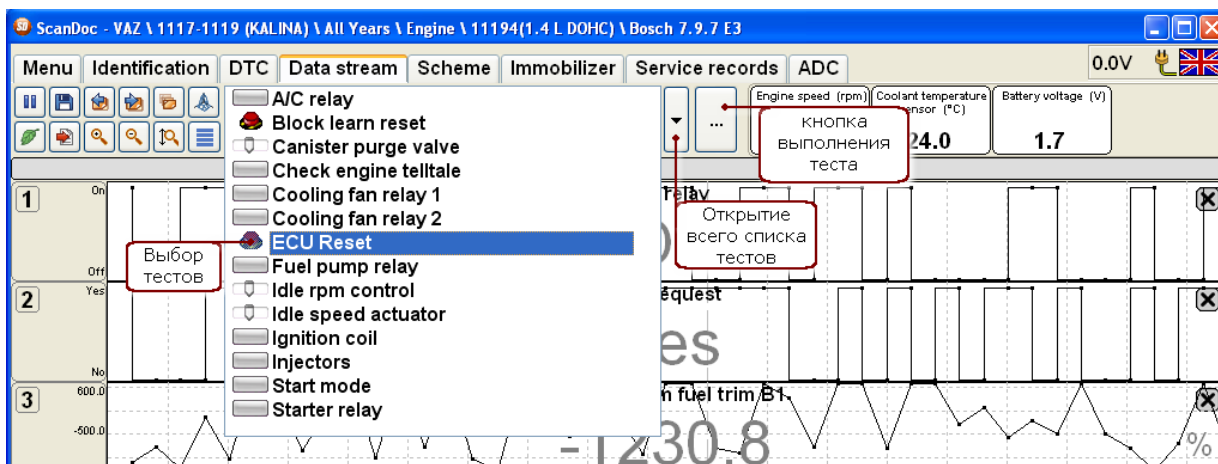 ScanDoc - VAZ \ 1117-1119 (KALINA) \ All Years \ Engine \ 11194(1.4 L DOHC) \ Bosch 7.9.7 E3
Menu Identification DTC Data stream Scheme Immobilizer Service records ADC 0.0V
Engine speed (rpm) Coolant temperature Battery voltage (V)
(°C)
24.0 1.7
...
кнопка
выполнения
теста
A/C relay
Block learn reset
Canister purge valve
Check engine telltale
Cooling fan relay 1
Cooling fan relay 2
ECU Reset
Fuel pump relay
Idle rpm control
Idle speed actuator
Ignition coil
Injectors
Start mode
Starter relay
Выбор
тестов
Открытие
всего списка
тестов
1 On
relay
Off
2 Yes
No
3 600.0
fuel trim B1
-500.0
-1230.8 %